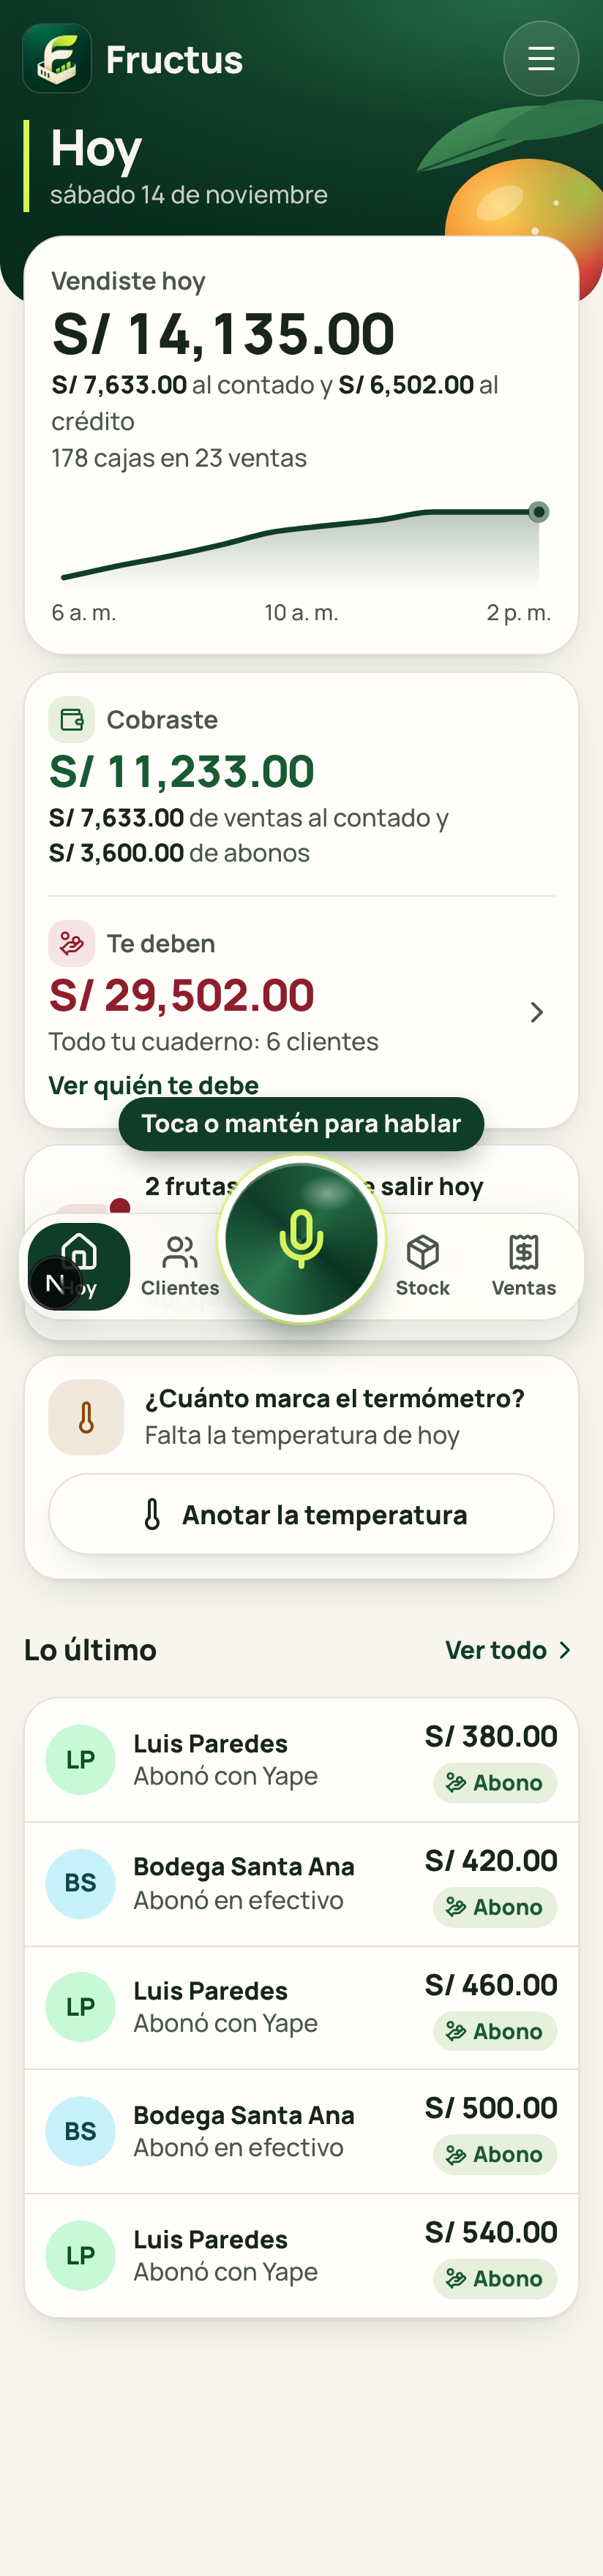 Fructus
Hoy
sábado 14 de noviembre
Vendiste hoy
S/ 14,135.00
S/ 7,633.00 al contado y S/ 6,502.00 al
crédito
178 cajas en 23 ventas
6 a. m. 10 a. m. 2 p. m.
Cobraste
S/ 11,233.00
S/ 7,633.00 de ventas al contado y
S/ 3,600.00 de abonos
Te deben
S/ 29,502.00
Todo tu cuaderno: 6 clientes
Ver quién te debe
Toca o mantén para hablar
2 frutas salir hoy
N
Hoy Clientes Stock Ventas
¿Cuánto marca el termómetro?
Falta la temperatura de hoy
Anotar la temperatura
Lo último Ver todo
LP
Luis Paredes
Abonó con Yape
S/ 380.00
Abono
BS
Bodega Santa Ana
Abonó en efectivo
S/ 420.00
Abono
LP
Luis Paredes
Abonó con Yape
S/ 460.00
Abono
BS
Bodega Santa Ana
Abonó en efectivo
S/ 500.00
Abono
LP
Luis Paredes
Abonó con Yape
S/ 540.00
Abono